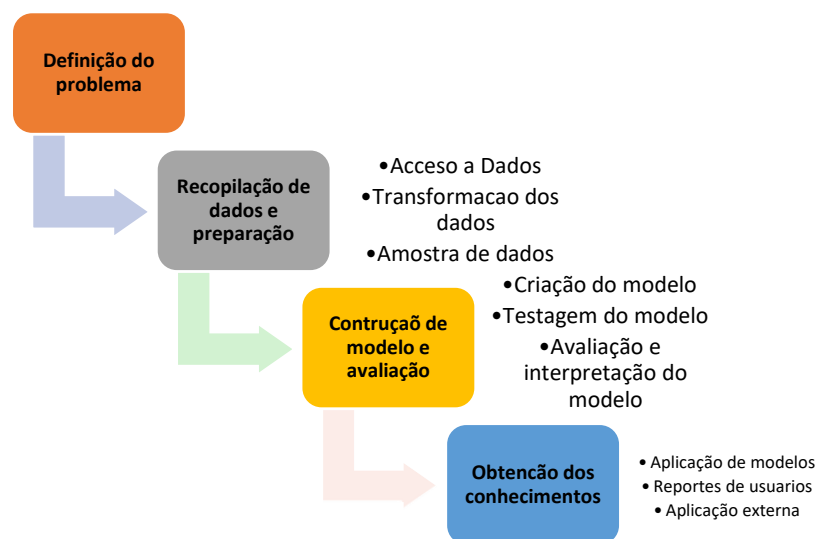 Definição do
problema
Recopilação de
dados e
preparação
•Acceso a Dados
•Transformacao dos
dados
•Amostra de dados
Contruçaõ de
modelo e
avaliação
•Criação do modelo
•Testagem do modelo
•Avaliação e
interpretação do
modelo
Obtencão dos
conhecimentos
• Aplicação de modelos
• Reportes de usuarios
• Aplicação externa